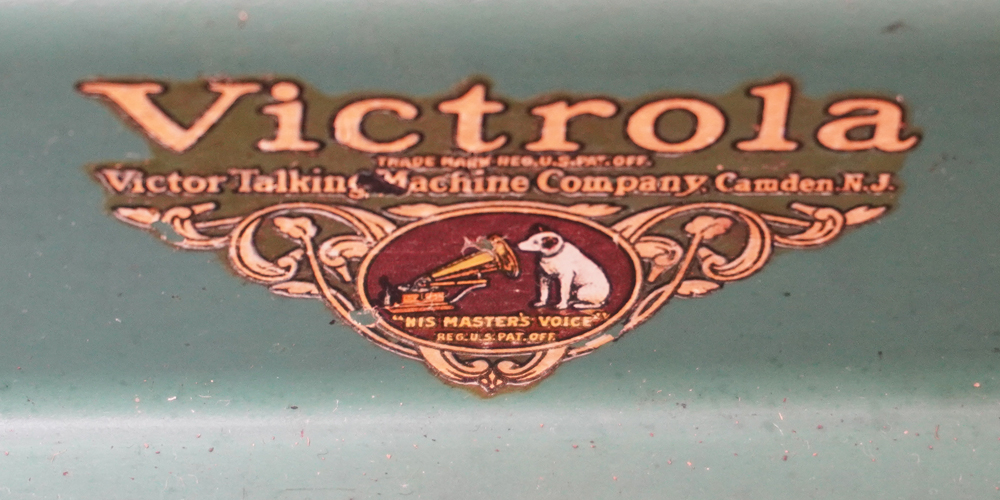 Victrola
TRADE MARK REG. U.S. PAT. OFF.
Victor Talking Machine Company, Camden, N.J.
"HIS MASTER'S VOICE"
REG. U.S. PAT. OFF.